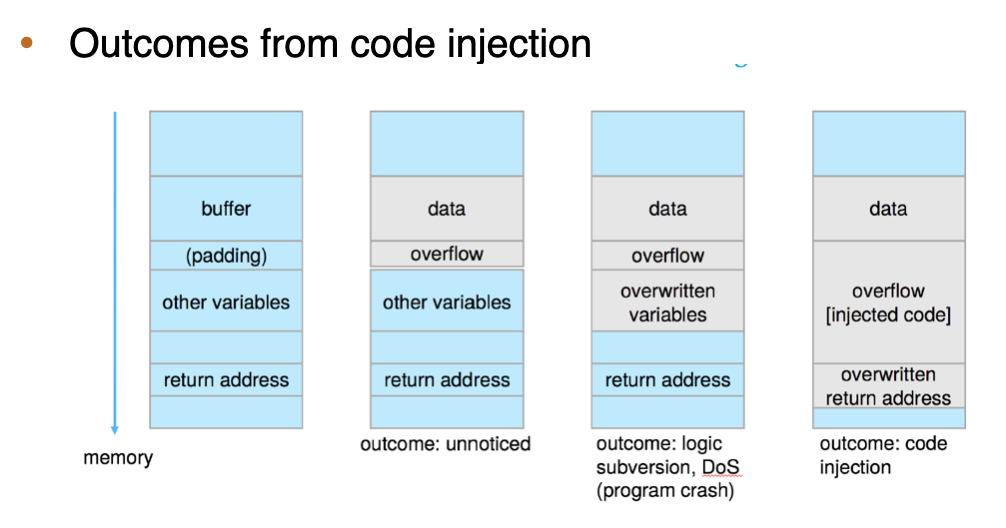 • Outcomes from code injection
buffer
(padding)
other variables
return address
memory
data
overflow
other variables
return address
outcome: unnoticed
data
overflow
overwritten
variables
return address
outcome: logic
subversion, DoS
(program crash)
data
overflow
[injected code]
overwritten
return address
outcome: code
injection